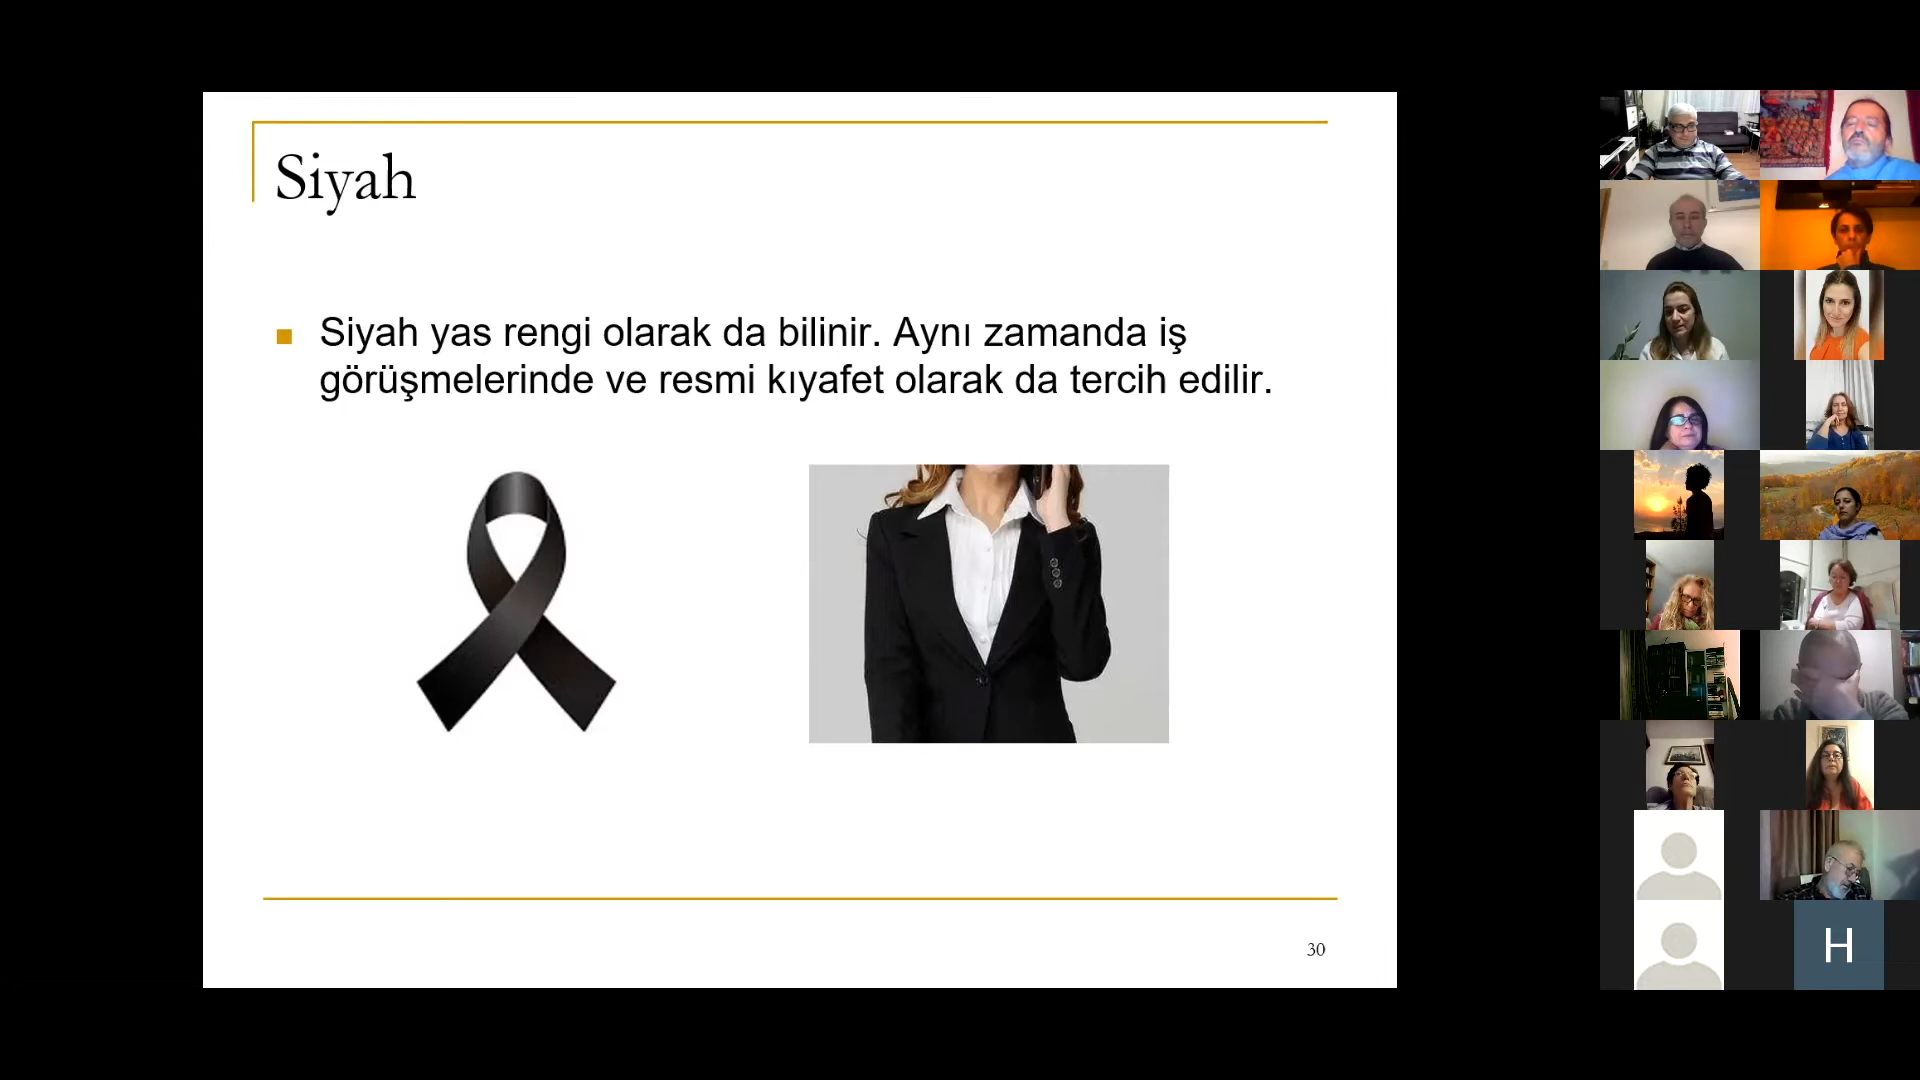 Siyah
Siyah yas rengi olarak da bilinir. Aynı zamanda iş
görüşmelerinde ve resmi kıyafet olarak da tercih edilir.
30
H